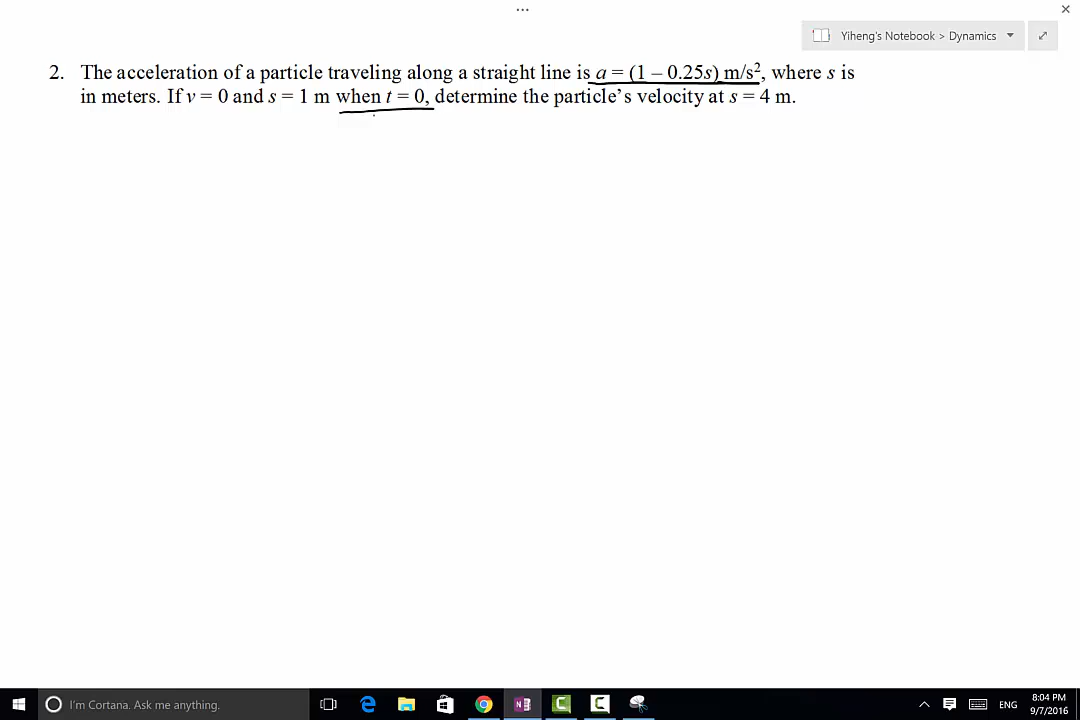 ...
Yiheng's Notebook > Dynamics
2. The acceleration of a particle traveling along a straight line is a = (1 – 0.25s) m/s², where s is
in meters. If v = 0 and s = 1 m when t = 0, determine the particle's velocity at s = 4 m.
I'm Cortana. Ask me anything.
N
ENG
8:04 PM
9/7/2016